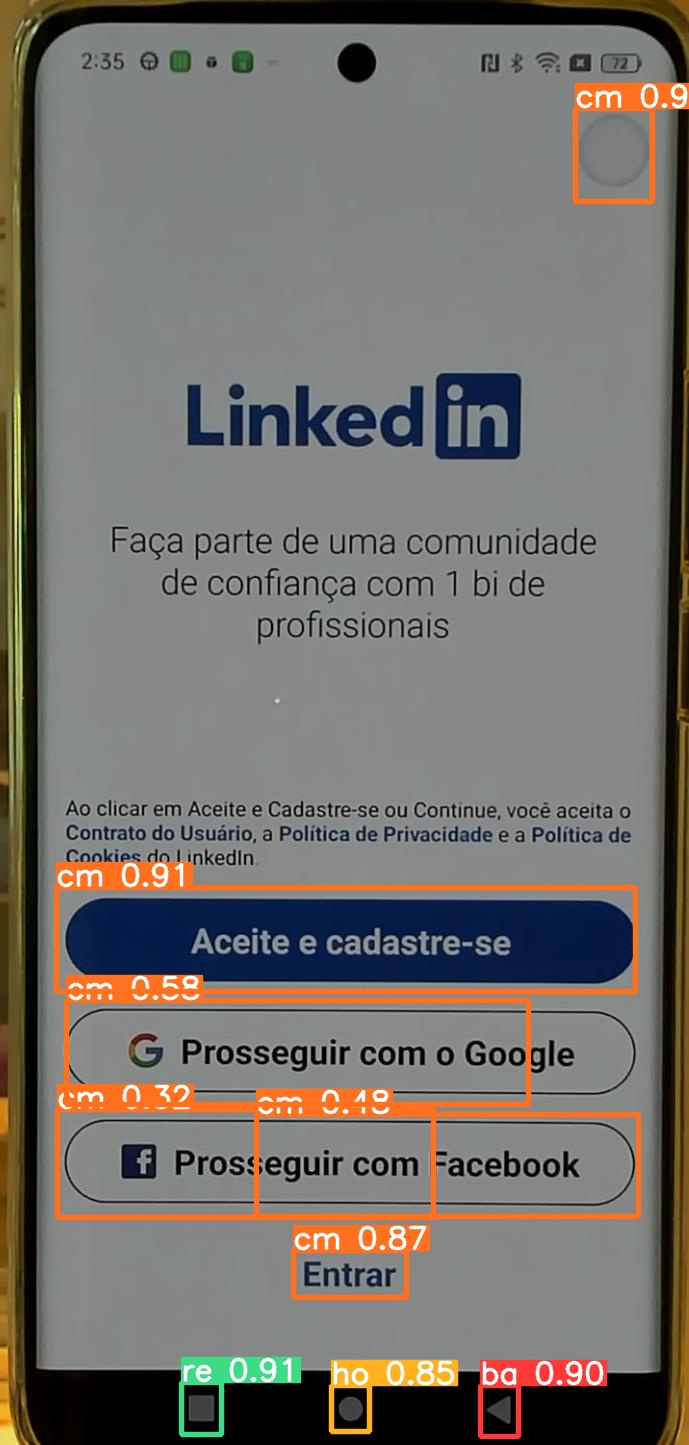 2:35
72
cm 0.9
Linkedin
Faça parte de uma comunidade
de confiança com 1 bi de
profissionais
Ao clicar em Aceite e Cadastre-se ou Continue, você aceita o
Contrato do Usuário, a Política de Privacidade e a Política de
Cookies do LinkedIn.
cm 0.91
Aceite e cadastre-se
cm 0.58
G Prosseguir com o Google
cm 0.32 cm 0.48
f Prosseguir com Facebook
cm 0.87
Entrar
re 0.91 ho 0.85 ba 0.90